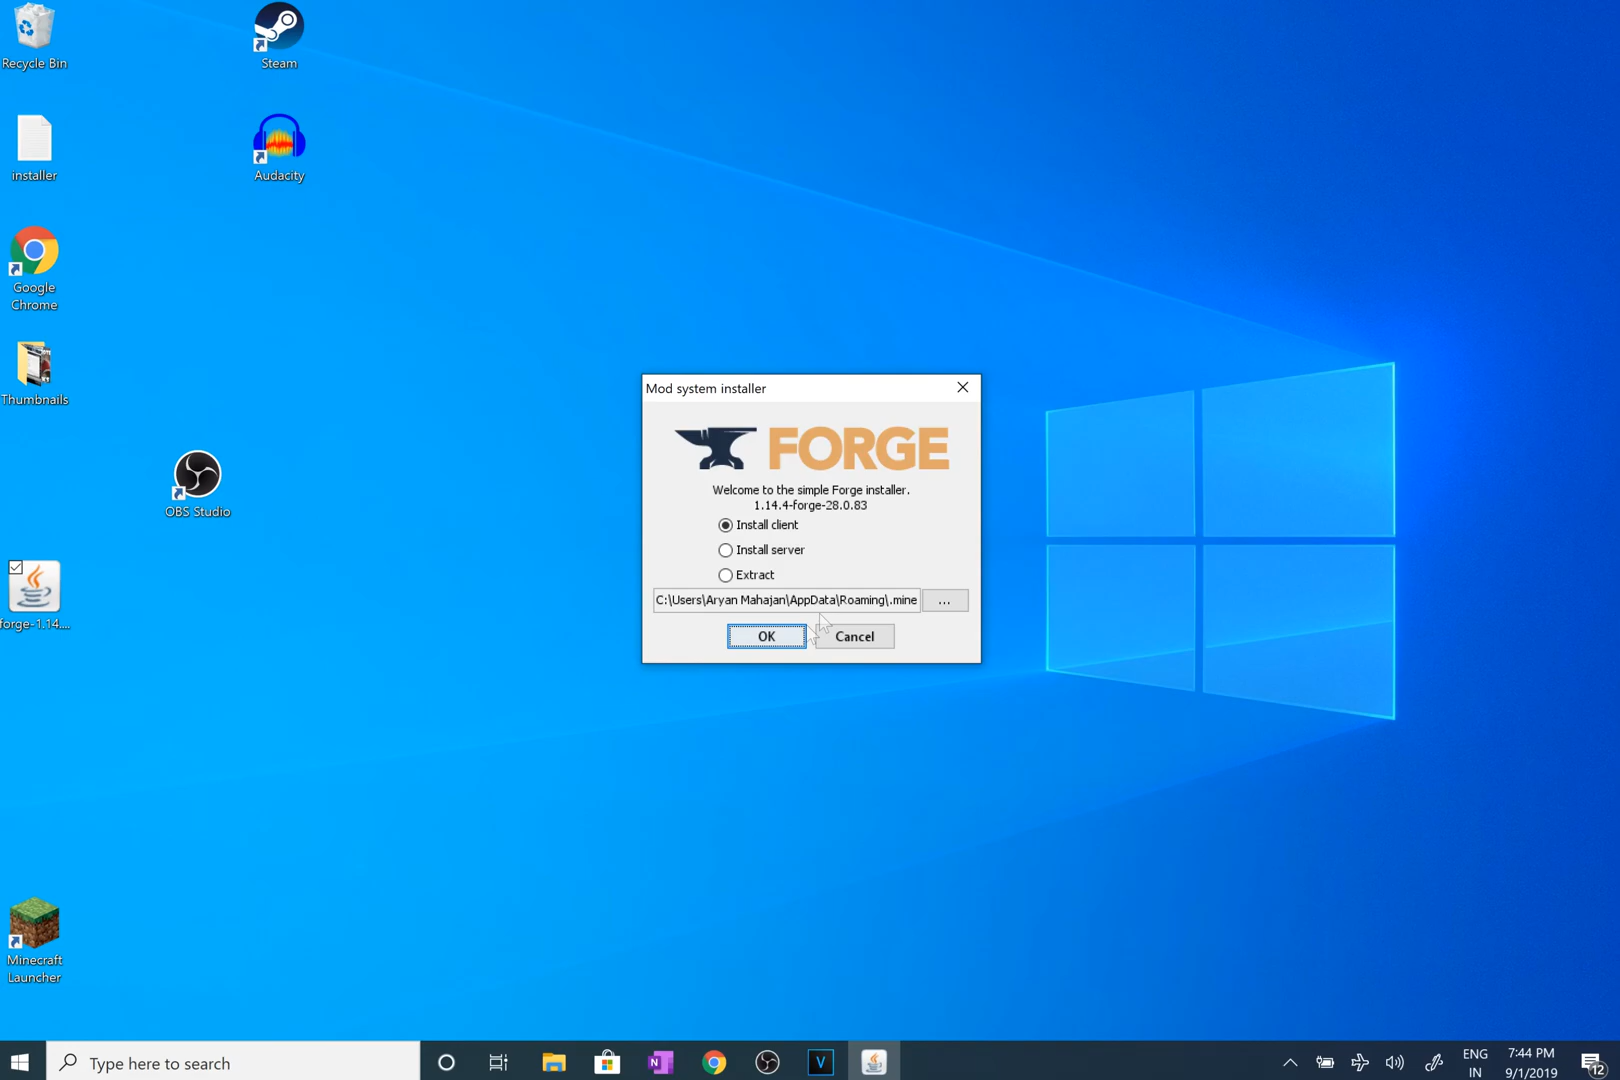 Recycle Bin
Steam
installer
Audacity
Google
Chrome
Thumbnails
OBS Studio
forge-1.14....
Minecraft
Launcher
Mod system installer
FORGE
Welcome to the simple Forge installer.
1.14.4-forge-28.0.83
Install client
Install server
Extract
C:\Users\Aryan Mahajan\AppData\Roaming\.mine
...
OK
Cancel
Type here to search
N
V
ENG
IN
7:44 PM
9/1/2019
12